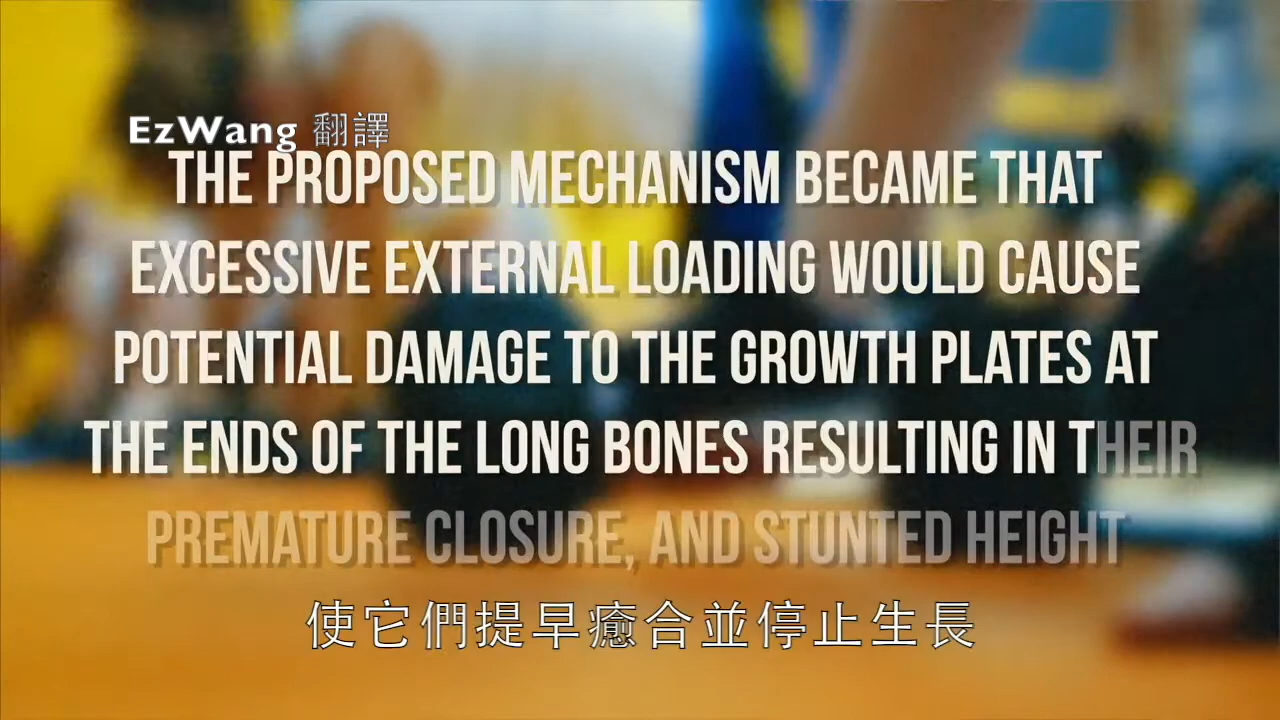 EzWang 翻譯
THE PROPOSED MECHANISM BECAME THAT
EXCESSIVE EXTERNAL LOADING WOULD CAUSE
POTENTIAL DAMAGE TO THE GROWTH PLATES AT
THE ENDS OF THE LONG BONES RESULTING IN THEIR
PREMATURE CLOSURE, AND STUNTED HEIGHT
使它們提早癒合並停止生長